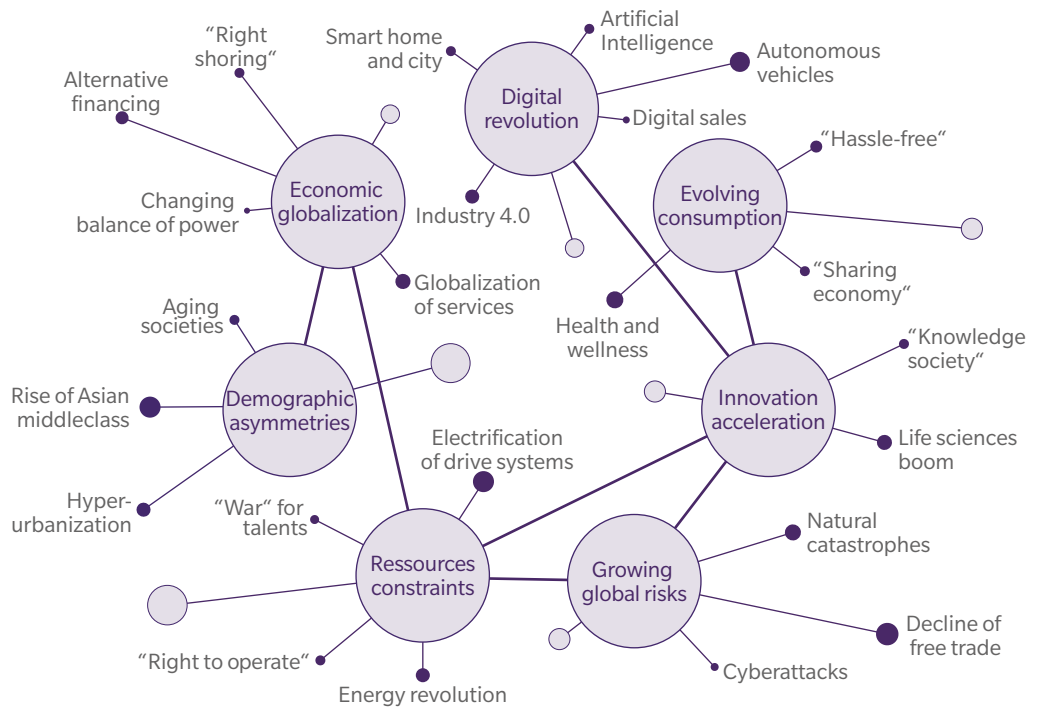 Artificial
Intelligence
Smart home
and city
Autonomous
vehicles
Digital
revolution
Digital sales
Industry 4.0
“Right
shoring“
Alternative
financing
Economic
globalization
Changing
balance of power
Globalization
of services
“Hassle-free“
Evolving
consumption
“Sharing
economy“
Health and
wellness
Aging
societies
Rise of Asian
middleclass
Demographic
asymmetries
Hyper-
urbanization
“Knowledge
society“
Innovation
acceleration
Life sciences
boom
Electrification
of drive systems
“War“ for
talents
Ressources
constraints
“Right to operate“
Energy revolution
Natural
catastrophes
Growing
global risks
Decline of
free trade
Cyberattacks